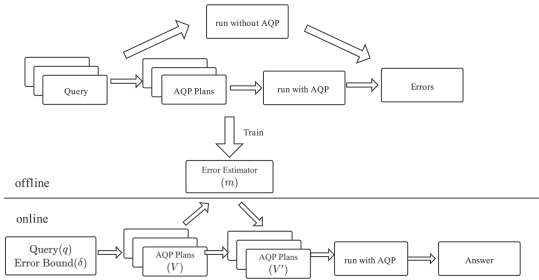 run without AQP
Query
AQP Plans
run with AQP
Errors
Train
Error Estimator
(m)
offline
online
Query(q)
Error Bound(δ)
AQP Plans
(V)
AQP Plans
(V')
run with AQP
Answer